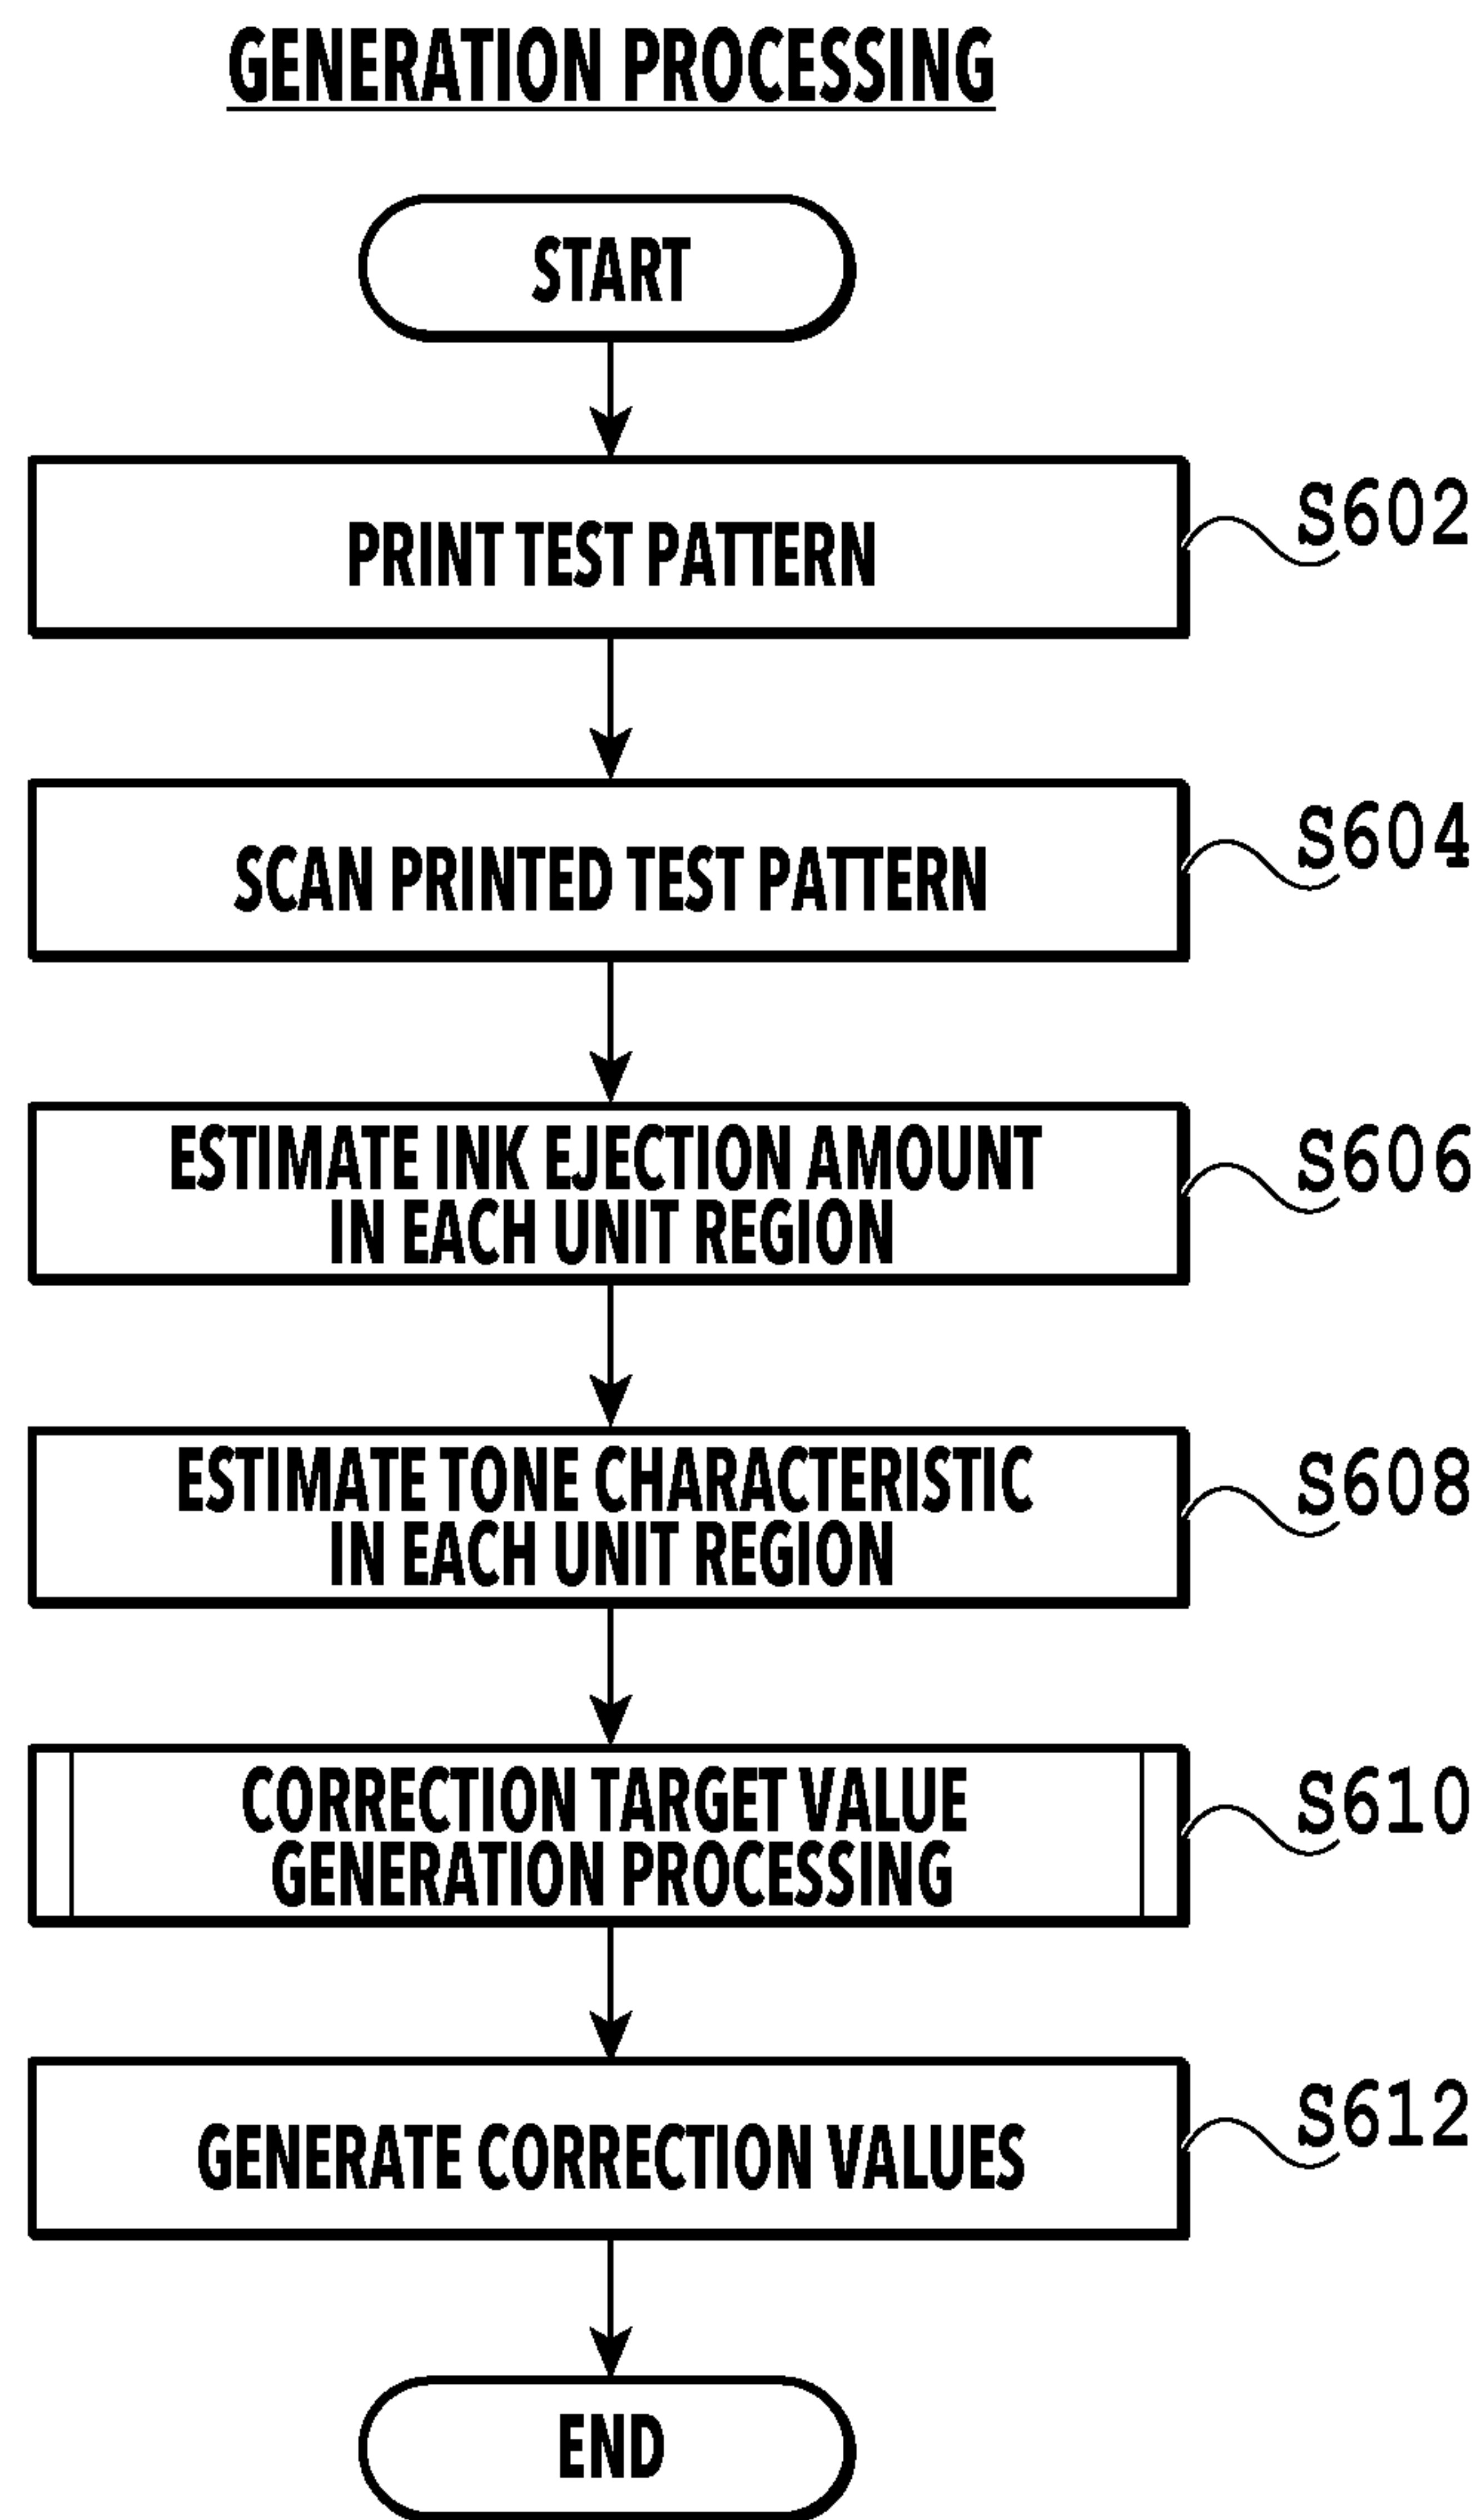 GENERATION PROCESSING
START
PRINT TEST PATTERN
S602
SCAN PRINTED TEST PATTERN
S604
ESTIMATE INK EJECTION AMOUNT
IN EACH UNIT REGION
S606
ESTIMATE TONE CHARACTERISTIC
IN EACH UNIT REGION
S608
CORRECTION TARGET VALUE
GENERATION PROCESSING
S610
GENERATE CORRECTION VALUES
S612
END